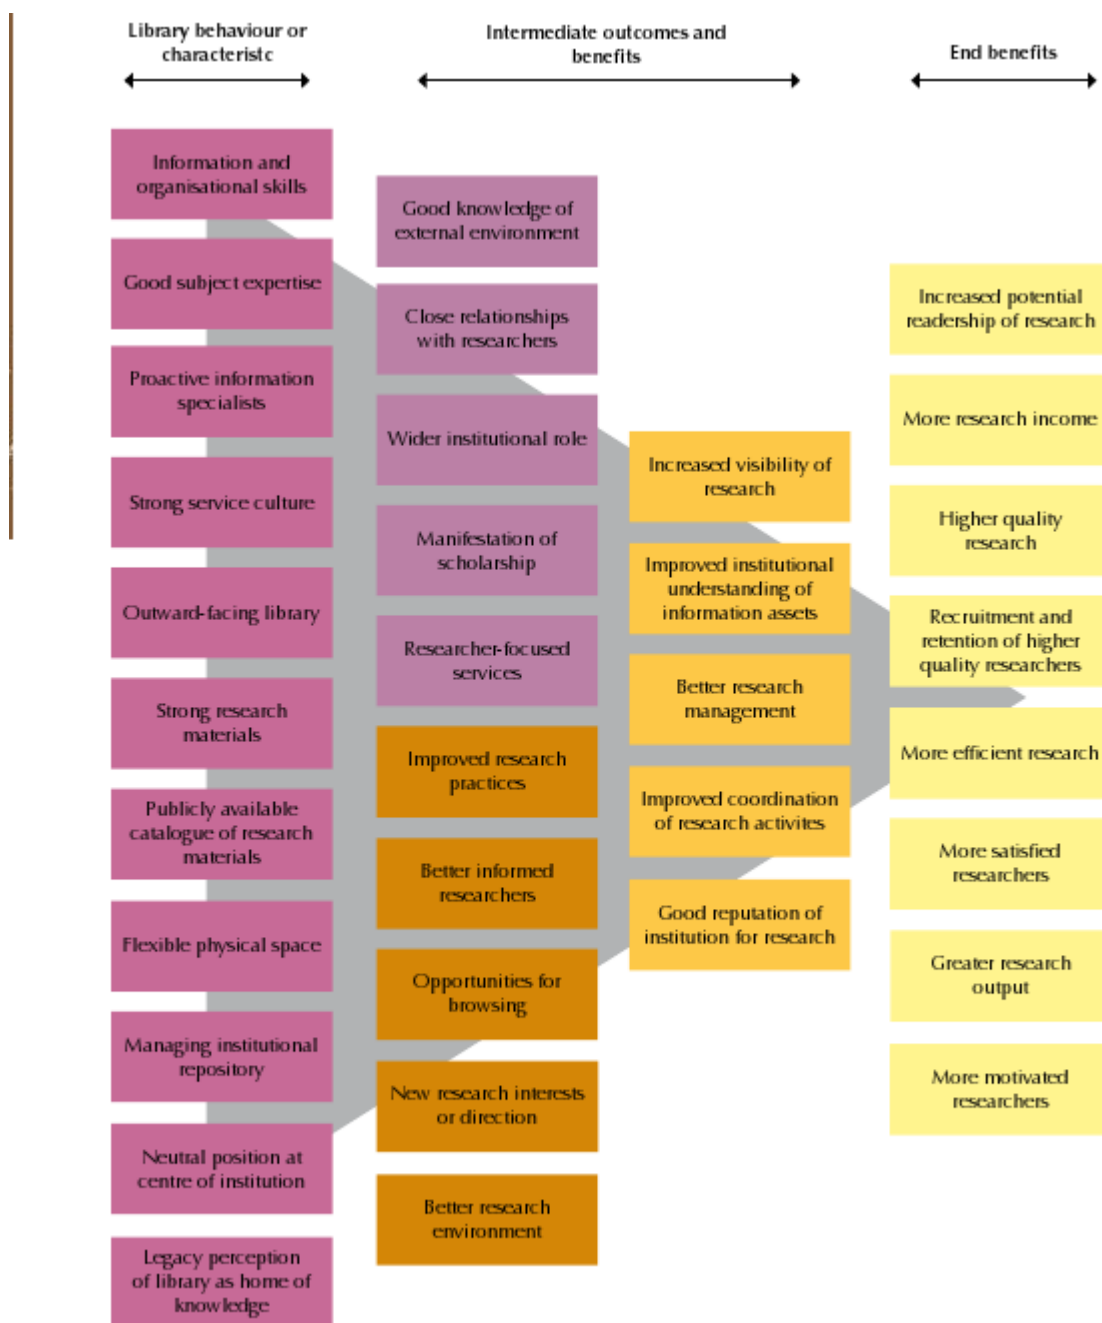 Library behaviour or
characteristc
Intermediate outcomes and
benefits
End benefits
Information and
organisational skills
Good subject expertise
Proactive information
specialists
Strong service culture
Outward-facing library
Strong research
materials
Publicly available
catalogue of research
materials
Flexible physical space
Managing institutional
repository
Neutral position at
centre of institution
Legacy perception
of library as home of
knowledge
Good knowledge of
external environment
Close relationships
with researchers
Wider institutional role
Manifestation of
scholarship
Researcher-focused
services
Improved research
practices
Better informed
researchers
Opportunities for
browsing
New research interests
or direction
Better research
environment
Increased visibility of
research
Improved institutional
understanding of
information assets
Better research
management
Improved coordination
of research activites
Good reputation of
institution for research
Increased potential
readership of research
More research income
Higher quality
research
Recruitment and
retention of higher
quality researchers
More efficient research
More satisfied
researchers
Greater research
output
More motivated
researchers